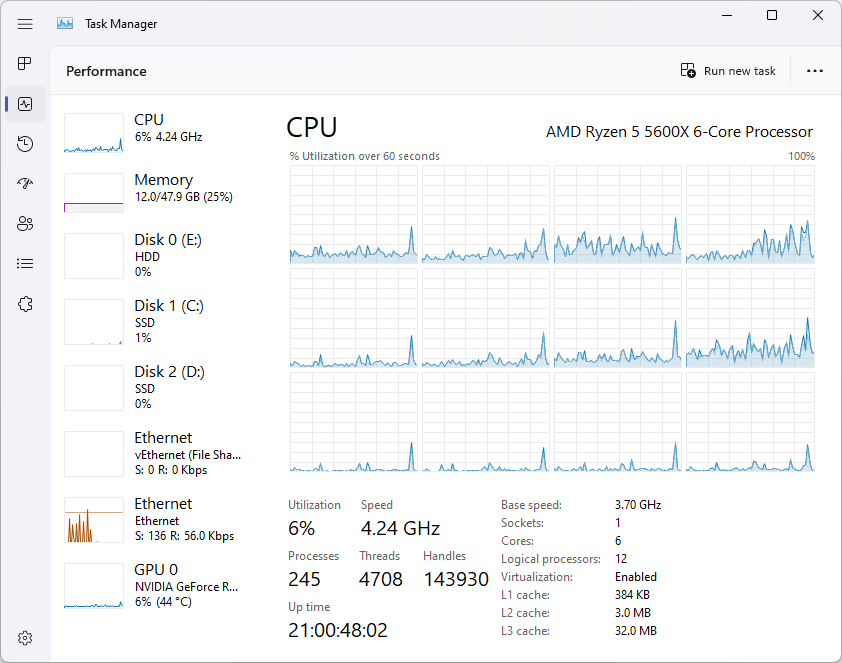 Task Manager
Performance
Run new task
CPU
6% 4.24 GHz
Memory
12.0/47.9 GB (25%)
Disk 0 (E:)
HDD
0%
Disk 1 (C:)
SSD
1%
Disk 2 (D:)
SSD
0%
Ethernet
vEthernet (File Sha...
S: 0 R: 0 Kbps
Ethernet
Ethernet
S: 136 R: 56.0 Kbps
GPU 0
NVIDIA GeForce R...
6% (44 °C)
CPU
AMD Ryzen 5 5600X 6-Core Processor
% Utilization over 60 seconds
100%
Utilization
Speed
6%
4.24 GHz
Processes
Threads
Handles
245
4708
143930
Up time
21:00:48:02
Base speed: 3.70 GHz
Sockets: 1
Cores: 6
Logical processors: 12
Virtualization: Enabled
L1 cache: 384 KB
L2 cache: 3.0 MB
L3 cache: 32.0 MB